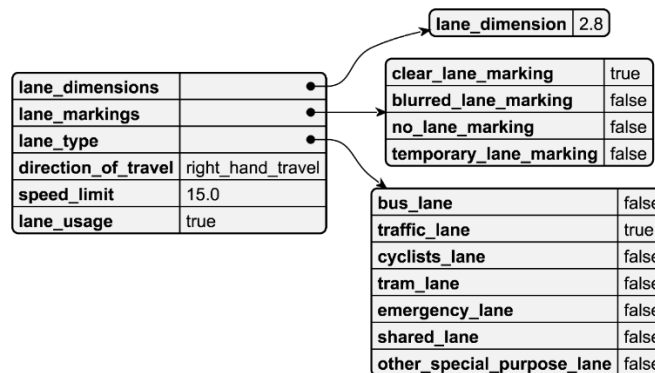 lane_dimension 2.8
lane_dimensions
lane_markings
lane_type
direction_of_travel right_hand_travel
speed_limit 15.0
lane_usage true
clear_lane_marking true
blurred_lane_marking false
no_lane_marking false
temporary_lane_marking false
bus_lane false
traffic_lane true
cyclists_lane false
tram_lane false
emergency_lane false
shared_lane false
other_special_purpose_lane false